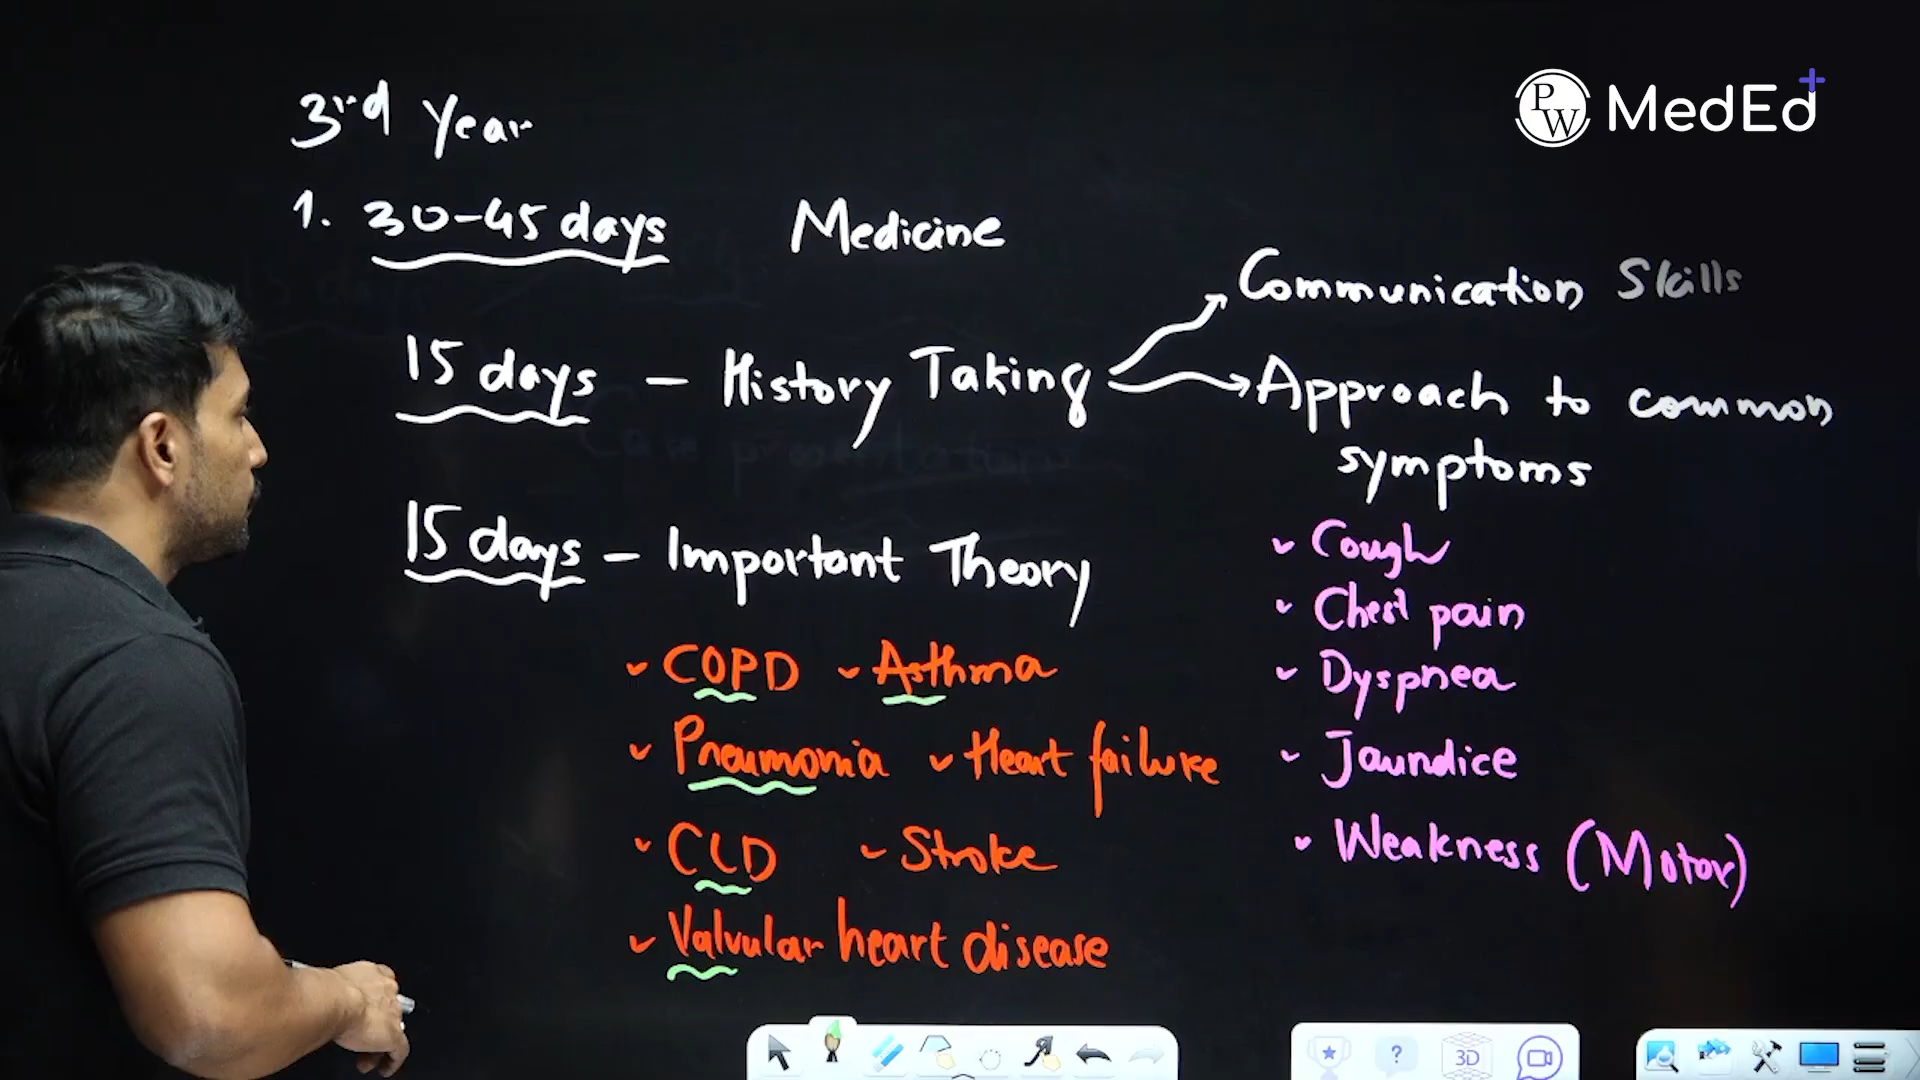 PW MedEd+
3rd Year
1. 30-45 days Medicine
Communication Skills
15 days - History Taking
Approach to common
symptoms
Cough
Chest pain
15 days - Important Theory
Dyspnea
COPD Asthma
Jaundice
Pneumonia Heart failure
Weakness (Motor)
CLD Stroke
Valvular heart disease
?
3D